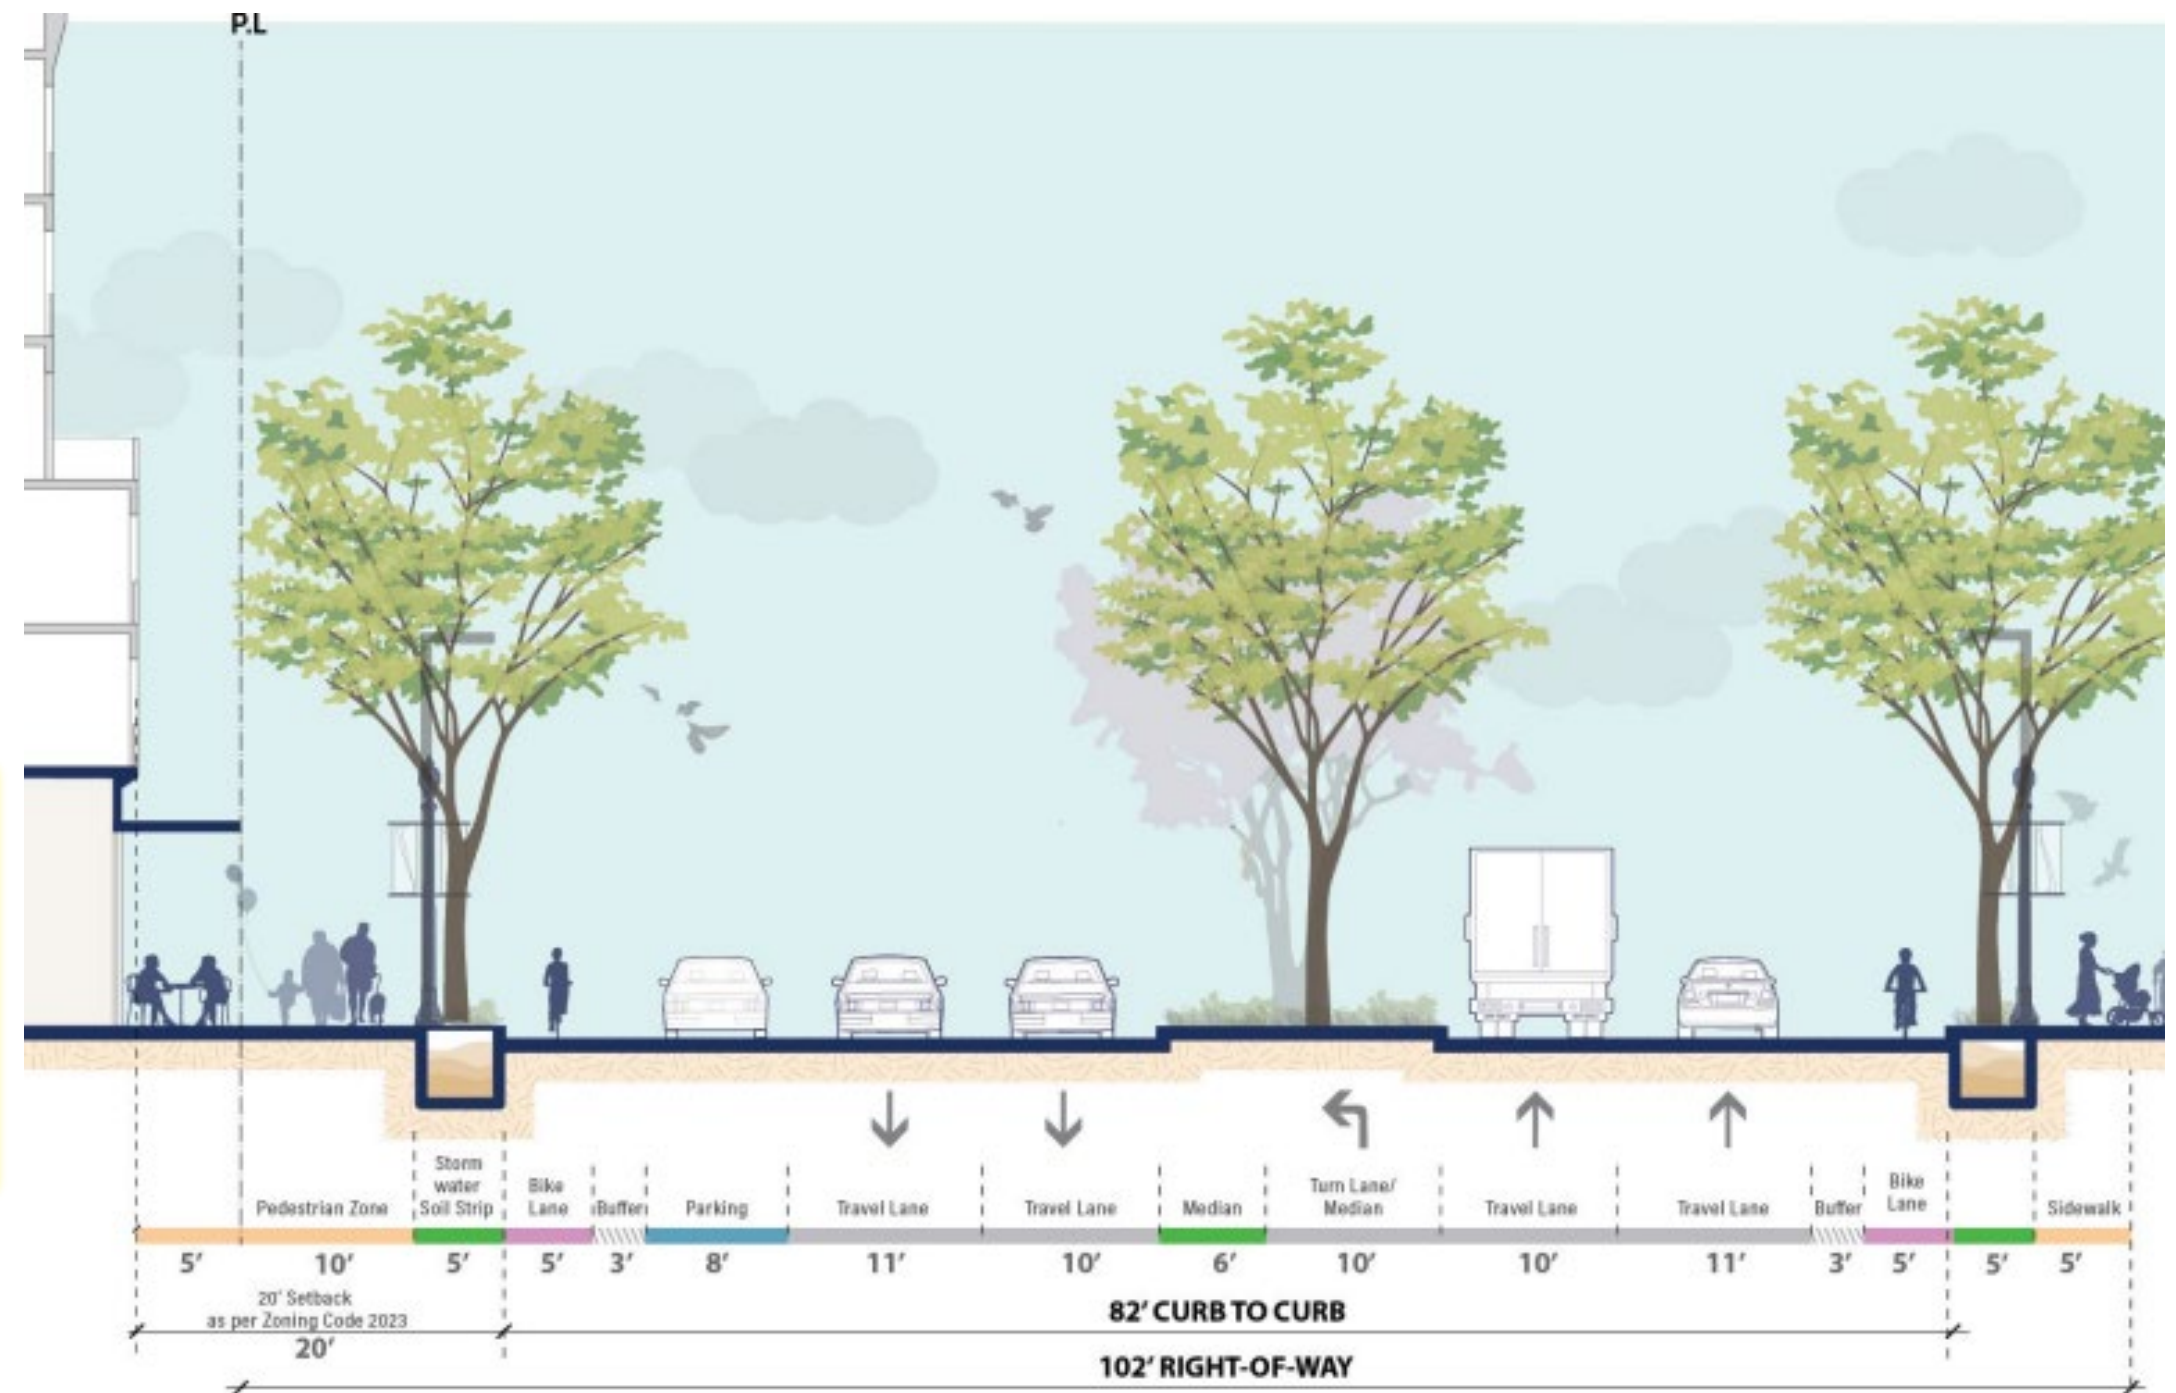 P.L
Storm
water
Soil Strip
Pedestrian Zone
Bike
Lane
Buffer
Parking
Travel Lane
Travel Lane
Median
Turn Lane/
Median
Travel Lane
Travel Lane
Buffer
Bike
Lane
Sidewalk
5' 10' 5' 5' 3' 8' 11' 10' 6' 10' 10' 11' 3' 5' 5' 5'
20' Setback
as per Zoning Code 2023
20'
82' CURB TO CURB
102' RIGHT-OF-WAY